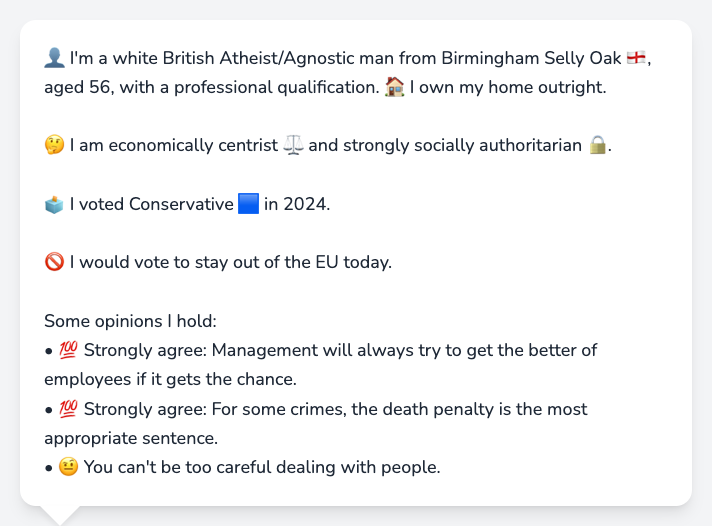 👤 I'm a white British Atheist/Agnostic man from Birmingham Selly Oak 🏴󠁧󠁢󠁥󠁮󠁧󠁿,
aged 56, with a professional qualification. 🏠 I own my home outright.
🤔 I am economically centrist ⚖️ and strongly socially authoritarian 🔒.
🗳️ I voted Conservative 🟦 in 2024.
🚫 I would vote to stay out of the EU today.
Some opinions I hold:
• 💯 Strongly agree: Management will always try to get the better of
employees if it gets the chance.
• 💯 Strongly agree: For some crimes, the death penalty is the most
appropriate sentence.
• 🤨 You can't be too careful dealing with people.